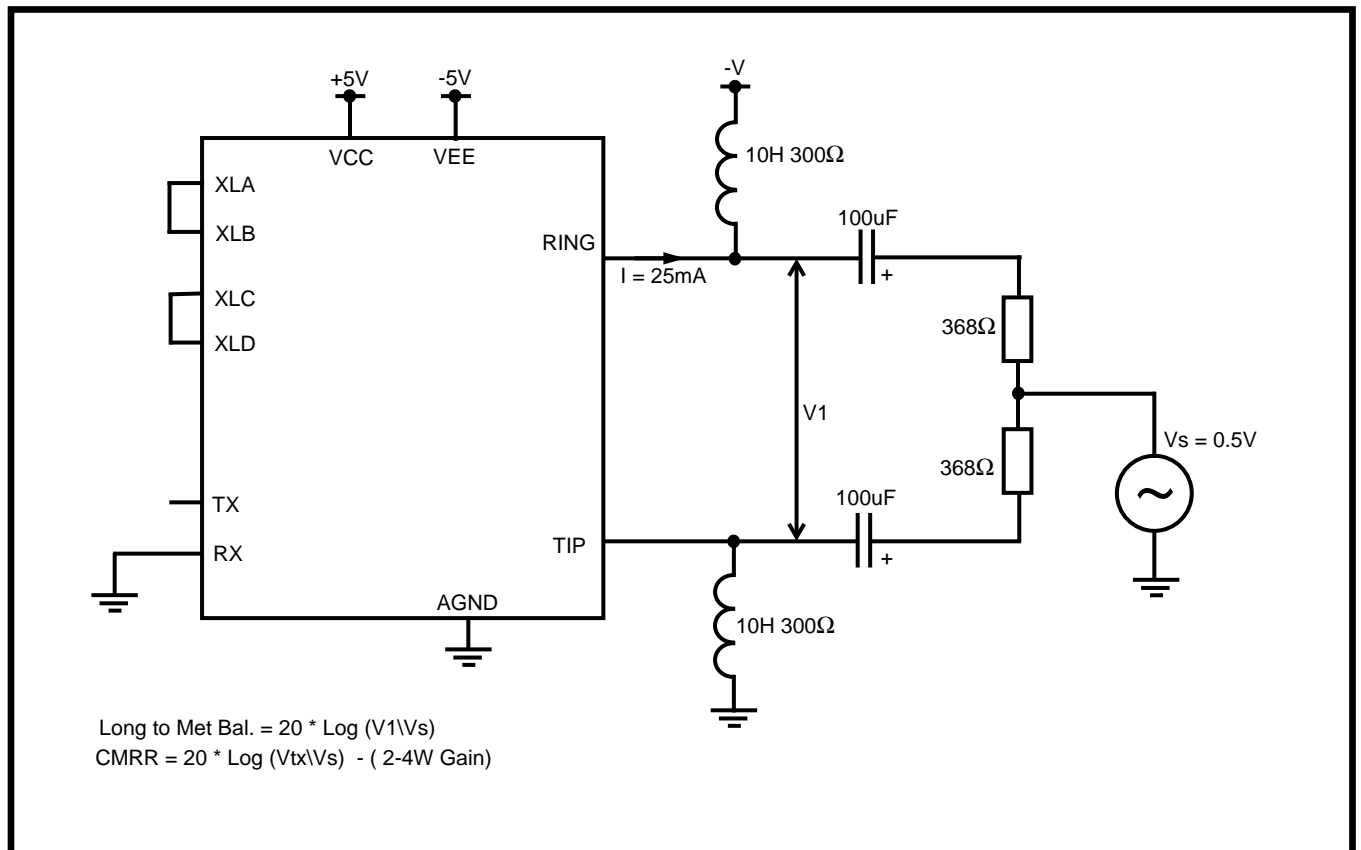 +5V
-5V
-V
VCC
VEE
10H 300Ω
XLA
XLB
100uF
RING
+
I = 25mA
XLC
XLD
368Ω
V1
Vs = 0.5V
368Ω
~
100uF
TX
RX
TIP
+
AGND
10H 300Ω
Long to Met Bal. = 20 * Log (V1\Vs)
CMRR = 20 * Log (Vtx\Vs) - ( 2-4W Gain)